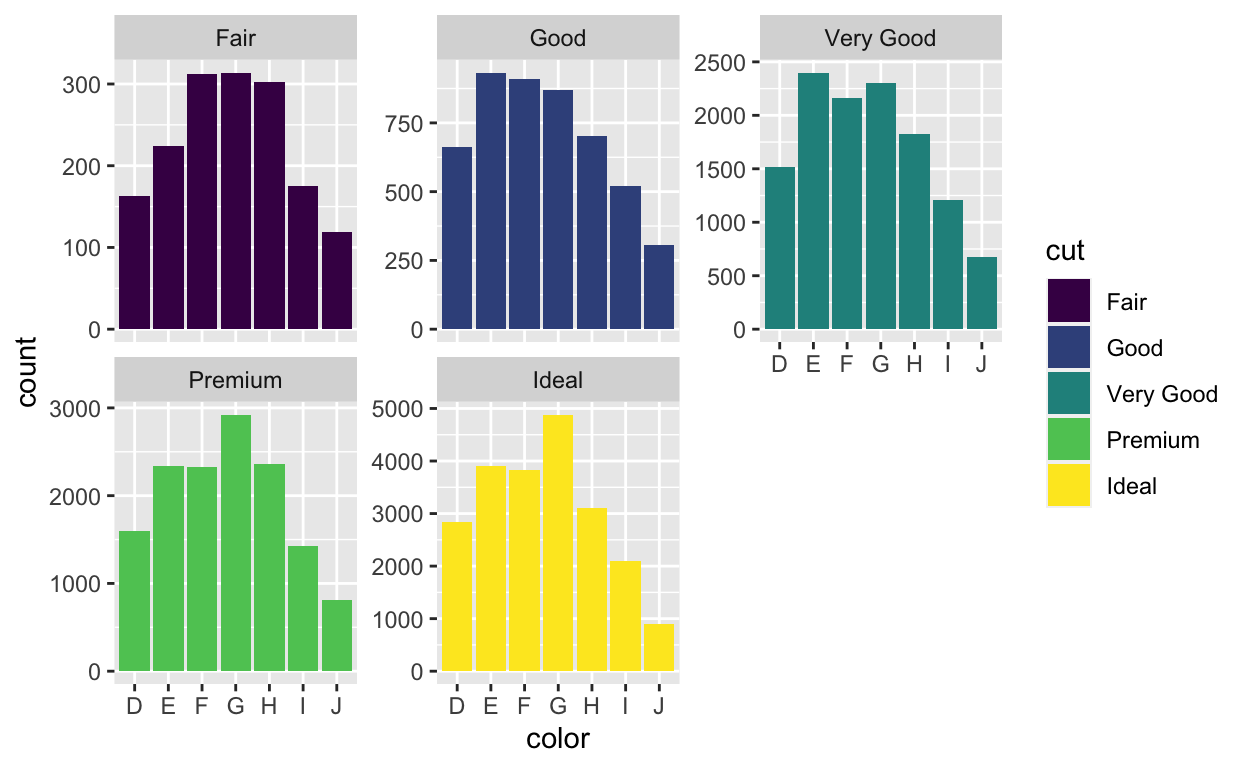 Fair
Good
Very Good
300
200
100
0
750
500
250
0
2500
2000
1500
1000
500
0
D E F G H I J
Premium
Ideal
3000
2000
1000
0
5000
4000
3000
2000
1000
0
D E F G H I J
D E F G H I J
count
color
cut
Fair
Good
Very Good
Premium
Ideal